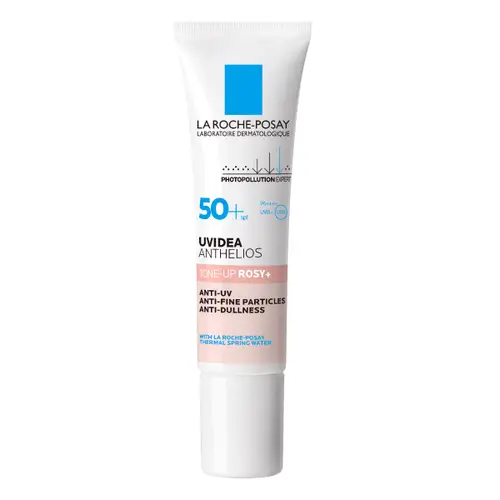 LA ROCHE-POSAY
LABORATOIRE DERMATOLOGIQUE
PHOTOPOLLUTION EXPERT
50+ spf
UVIDEA
ANTHELIOS
TONE-UP ROSY+
ANTI-UV
ANTI-FINE PARTICLES
ANTI-DULLNESS
WITH LA ROCHE-POSAY
THERMAL SPRING WATER